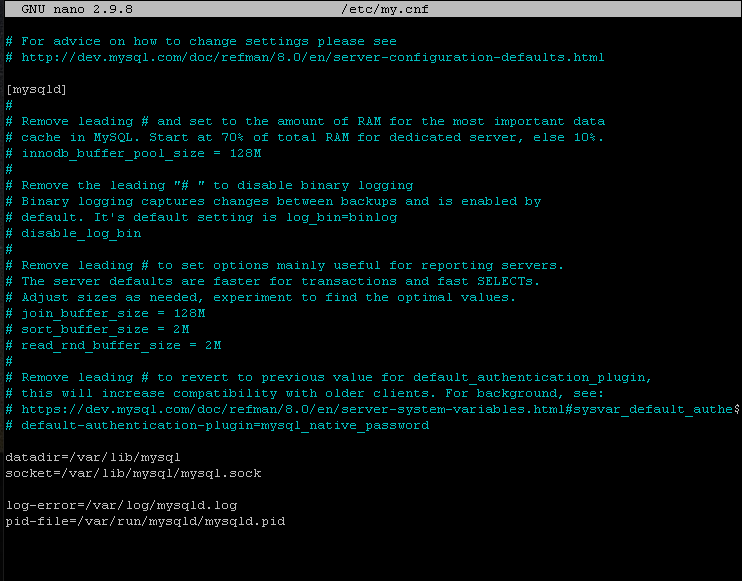 GNU nano 2.9.8 /etc/my.cnf
# For advice on how to change settings please see
# http://dev.mysql.com/doc/refman/8.0/en/server-configuration-defaults.html
[mysqld]
#
# Remove leading # and set to the amount of RAM for the most important data
# cache in MySQL. Start at 70% of total RAM for dedicated server, else 10%.
# innodb_buffer_pool_size = 128M
#
# Remove the leading "# " to disable binary logging
# Binary logging captures changes between backups and is enabled by
# default. It's default setting is log_bin=binlog
# disable_log_bin
#
# Remove leading # to set options mainly useful for reporting servers.
# The server defaults are faster for transactions and fast SELECTs.
# Adjust sizes as needed, experiment to find the optimal values.
# join_buffer_size = 128M
# sort_buffer_size = 2M
# read_rnd_buffer_size = 2M
#
# Remove leading # to revert to previous value for default_authentication_plugin,
# this will increase compatibility with older clients. For background, see:
# https://dev.mysql.com/doc/refman/8.0/en/server-system-variables.html#sysvar_default_authe$
# default-authentication-plugin=mysql_native_password
datadir=/var/lib/mysql
socket=/var/lib/mysql/mysql.sock
log-error=/var/log/mysqld.log
pid-file=/var/run/mysqld/mysqld.pid